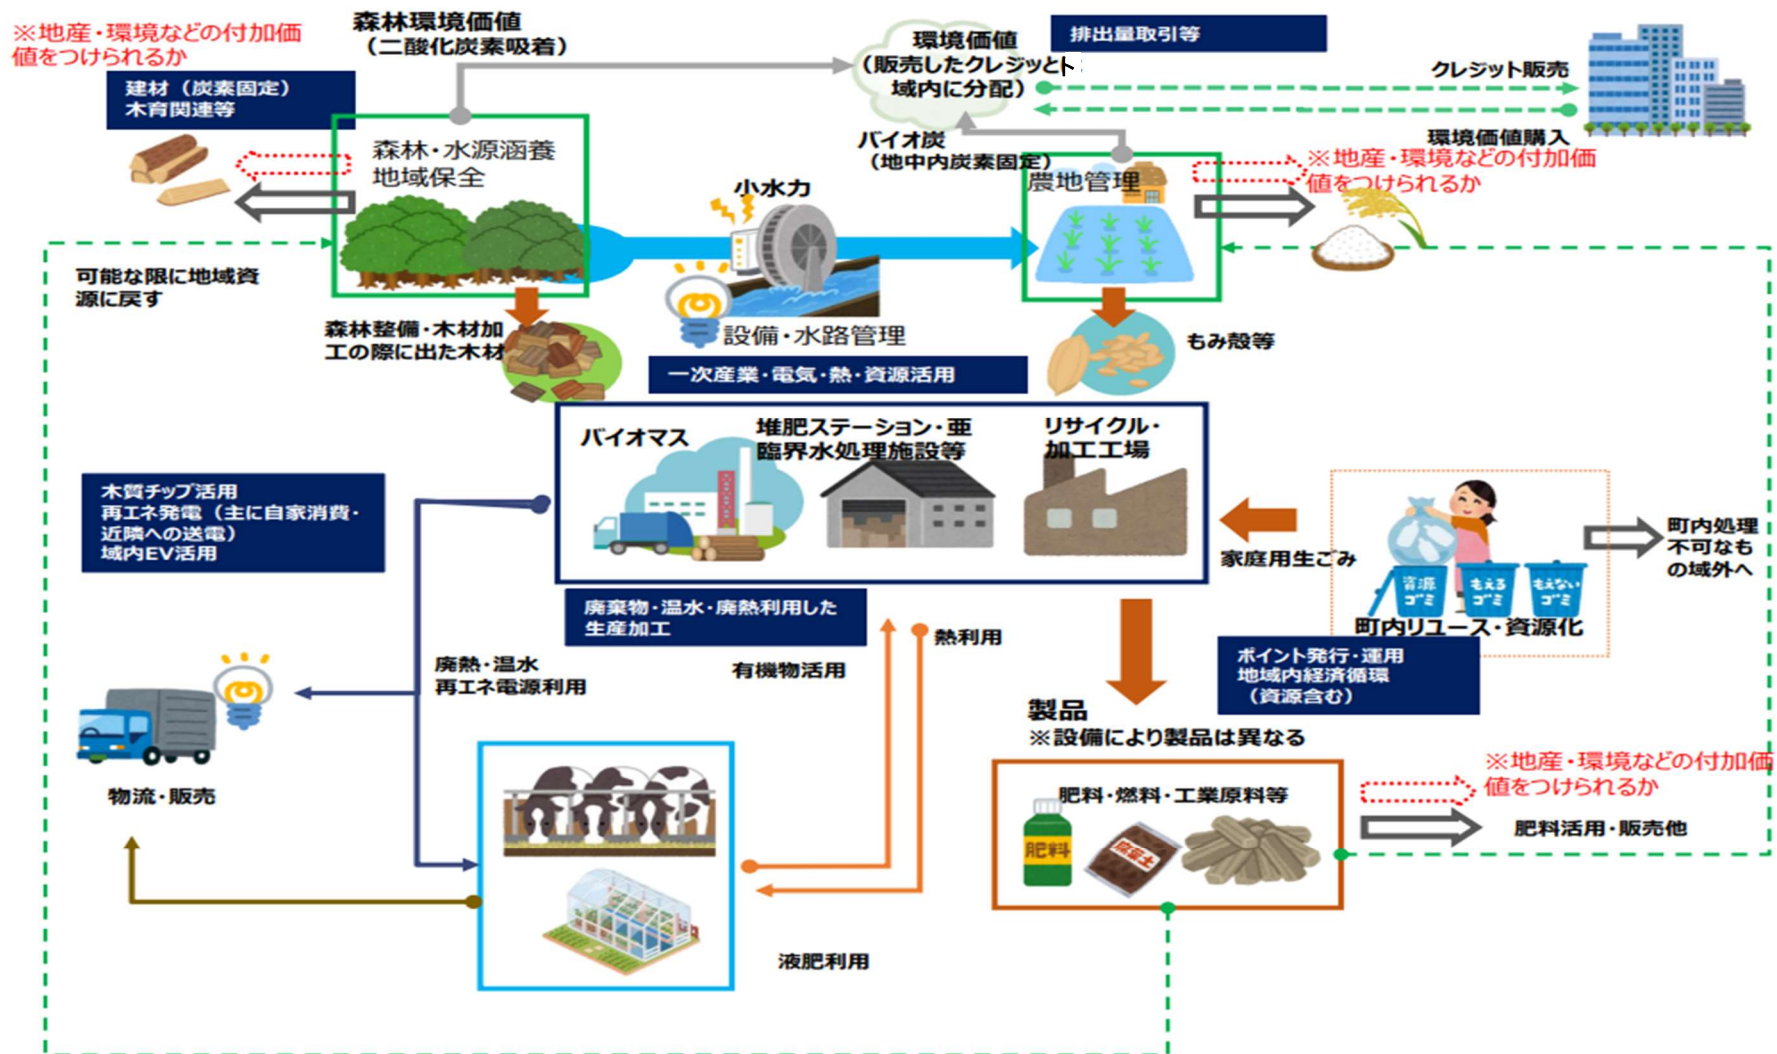 ※地産・環境などの付加価
値をつけられるか
森林環境価値
（二酸化炭素吸着）
環境価値
（販売したクレジッとト
域内に分配）
排出量取引等
クレジット販売
環境価値購入
建材（炭素固定）
木育関連等
森林・水源涵養
地域保全
バイオ炭
（地中内炭素固定）
農地管理
※地産・環境などの付加価
値をつけられるか
小水力
可能な限に地域資
源に戻す
森林整備・木材加
工の際に出た木材
設備・水路管理
もみ殻等
一次産業・電気・熱・資源活用
バイオマス
堆肥ステーション・亜
臨界水処理施設等
リサイクル・
加工工場
木質チップ活用
再エネ発電（主に自家消費・
近隣への送電）
域内EV活用
家庭用生ごみ
資源
ゴミ
もえる
ゴミ
もえない
ゴミ
町内処理
不可なも
の域外へ
町内リユース・資源化
廃棄物・温水・廃熱利用した
生産加工
熱利用
ポイント発行・運用
地域内経済循環
（資源含む）
廃熱・温水
再エネ電源利用
有機物活用
製品
※設備により製品は異なる
物流・販売
肥料・燃料・工業原料等
肥料
腐葉土
※地産・環境などの付加価
値をつけられるか
肥料活用・販売他
液肥利用